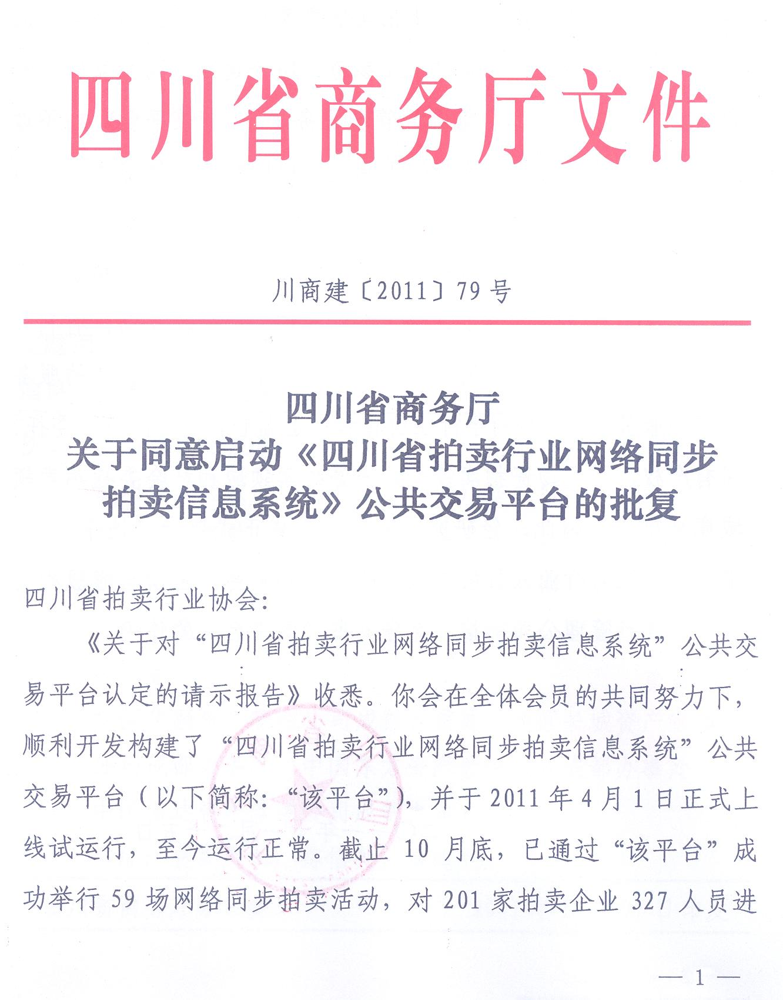 四川省商务厅文件
川商建〔2011〕79号
四川省商务厅
关于同意启动《四川省拍卖行业网络同步
拍卖信息系统》公共交易平台的批复
四川省拍卖行业协会：
《关于对“四川省拍卖行业网络同步拍卖信息系统”公共交
易平台认定的请示报告》收悉。你会在全体会员的共同努力下，
顺利开发构建了“四川省拍卖行业网络同步拍卖信息系统”公共
交易平台（以下简称：“该平台”），并于2011年4月1日正式上
线试运行，至今运行正常。截止 10 月底，已通过“该平台”成
功举行 59 场网络同步拍卖活动，对 201 家拍卖企业 327 人员进
— 1 —